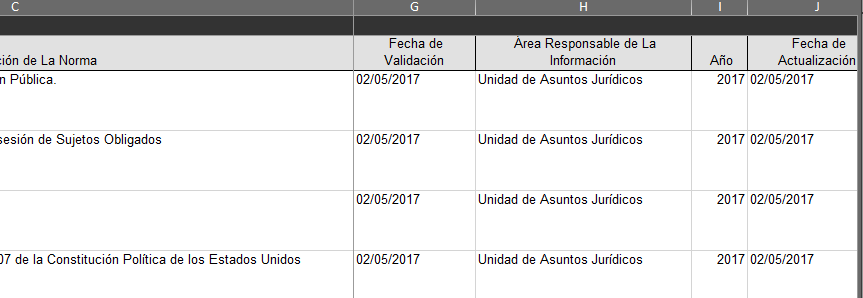 C G H I J
Fecha de Área Responsable de La Fecha de
ción de La Norma Validación Información Año Actualización
n Pública. 02/05/2017 Unidad de Asuntos Jurídicos 2017 02/05/2017
sesión de Sujetos Obligados 02/05/2017 Unidad de Asuntos Jurídicos 2017 02/05/2017
02/05/2017 Unidad de Asuntos Jurídicos 2017 02/05/2017
07 de la Constitución Política de los Estados Unidos 02/05/2017 Unidad de Asuntos Jurídicos 2017 02/05/2017